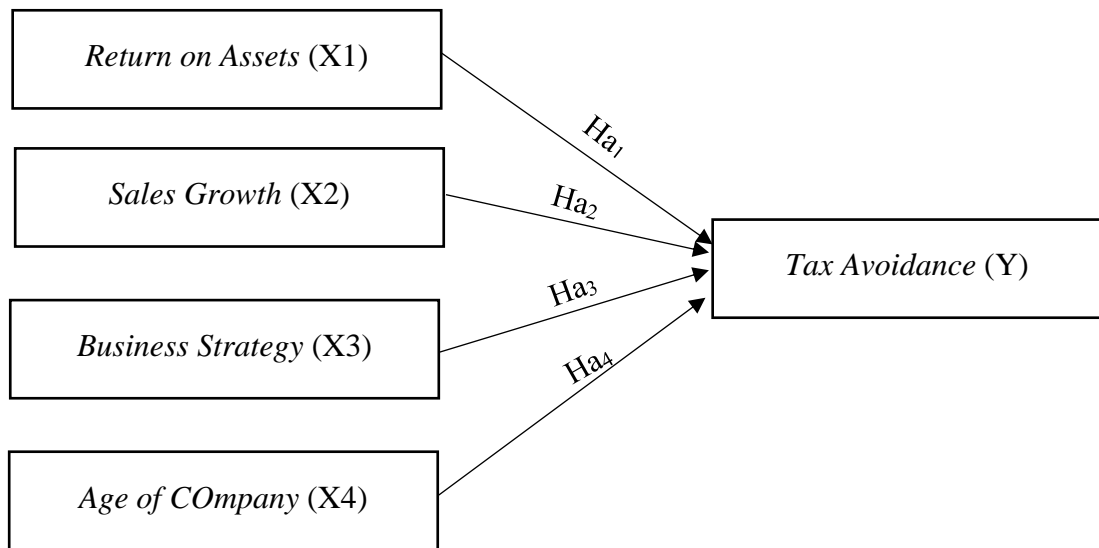 Return on Assets (X1)
Ha₁
Sales Growth (X2)
Ha₂
Tax Avoidance (Y)
Ha₃
Business Strategy (X3)
Ha₄
Age of COmpany (X4)